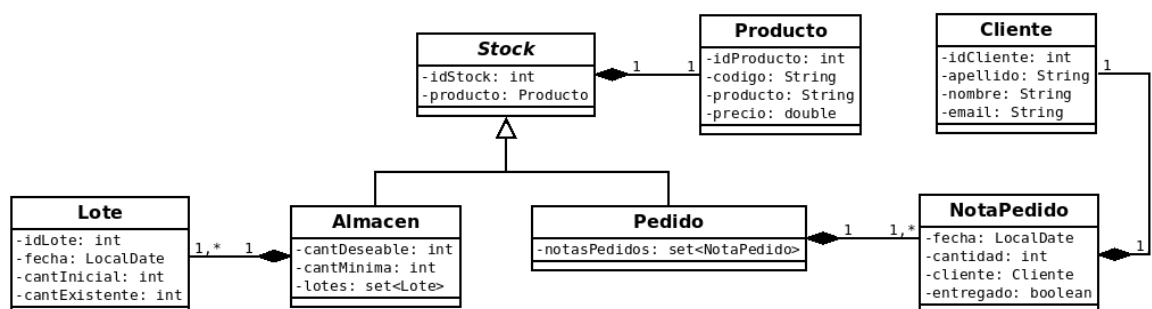 Stock
-idStock: int
-producto: Producto
1
1
Producto
-idProducto: int
-codigo: String
-producto: String
-precio: double
Cliente
-idCliente: int
-apellido: String
-nombre: String
-email: String
1
Lote
-idLote: int
-fecha: LocalDate
-cantInicial: int
-cantExistente: int
1,*
1
Almacen
-cantDeseable: int
-cantMinima: int
-lotes: set<Lote>
Pedido
-notasPedidos: set<NotaPedido>
1
1,*
NotaPedido
-fecha: LocalDate
-cantidad: int
-cliente: Cliente
-entregado: boolean
1